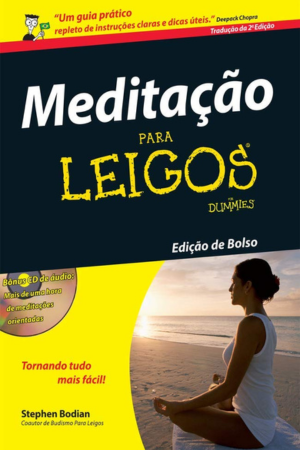 "Um guia prático
repleto de instruções claras e dicas úteis." Deepack Chopra
Tradução da 2ª Edição
Meditação
PARA
LEIGOS®
FOR
DUMMIES
Edição de Bolso
Bônus CD de áudio:
Mais de uma hora
de meditações
orientadas
Tornando tudo
mais fácil!
Stephen Bodian
Coautor de Budismo Para Leigos